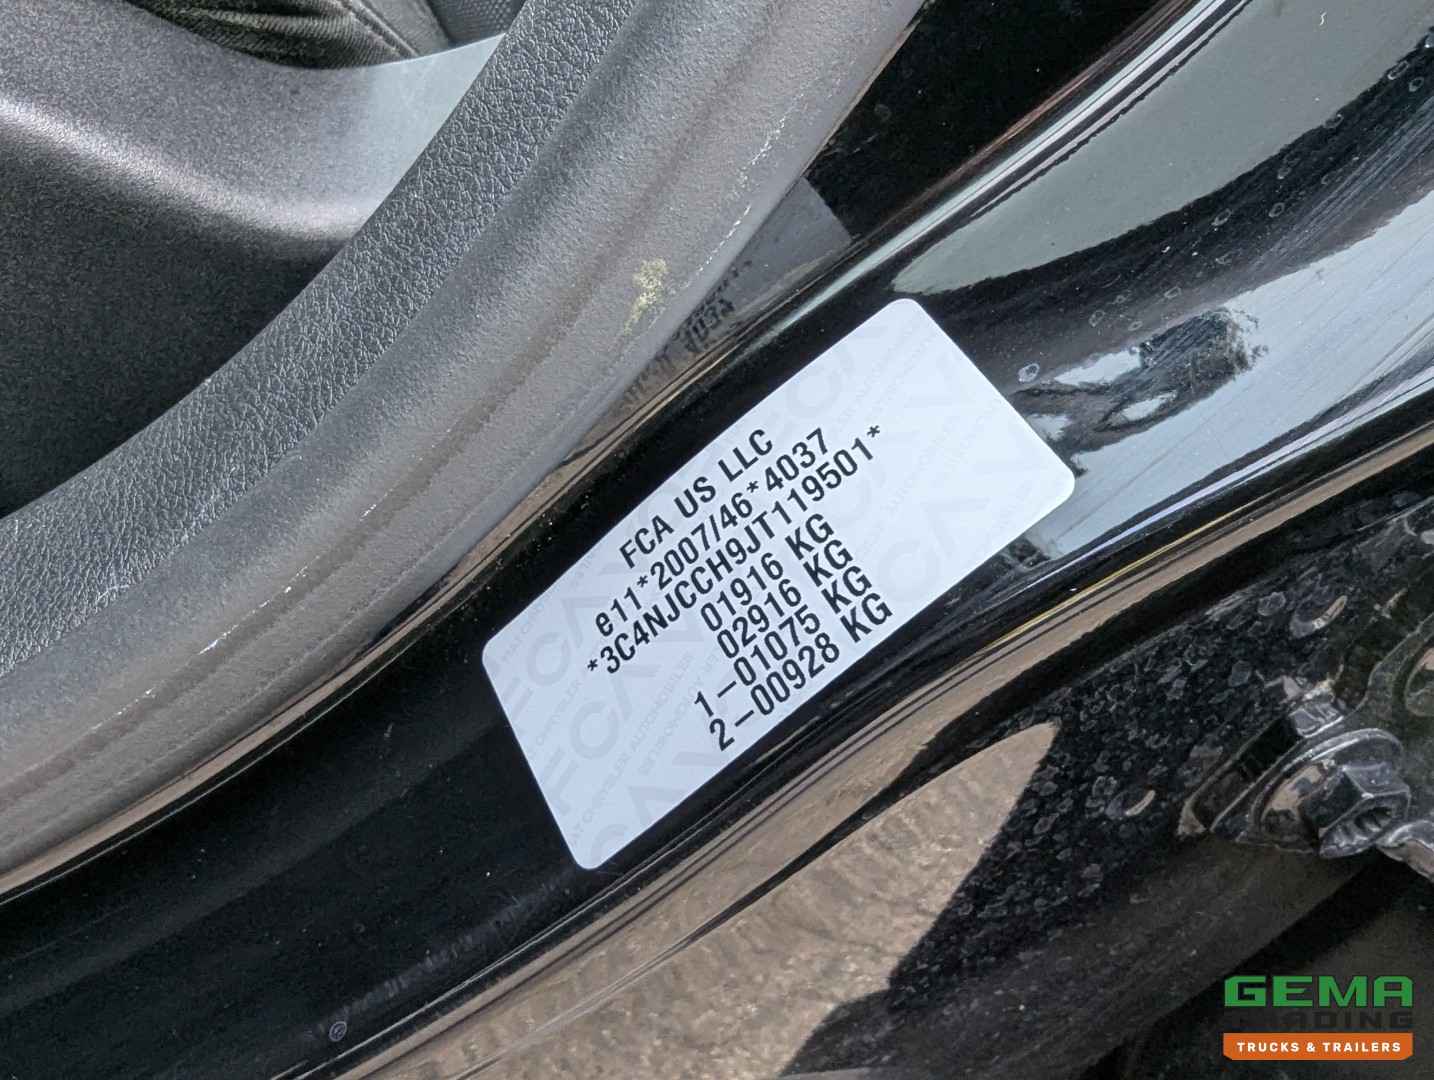 FCA US LLC
e11*2007/46*4037
*3C4NJCCH9JT119501*
01916 KG
02916 KG
1-01075 KG
2-00928 KG
GEMA
TRADING
TRUCKS & TRAILERS